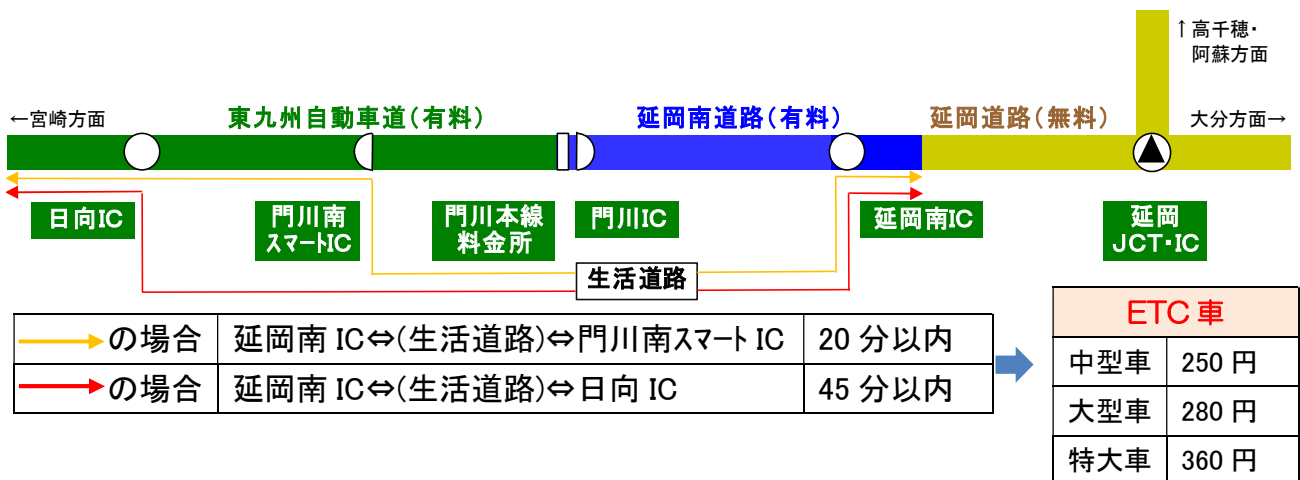 ↑高千穂・
阿蘇方面
←宮崎方面
東九州自動車道(有料)
延岡南道路(有料)
延岡道路(無料)
大分方面→
日向IC
門川南
スマートIC
門川本線
料金所
門川IC
延岡南IC
延岡
JCT・IC
生活道路
の場合 延岡南 IC⇔(生活道路)⇔門川南スマート IC 20 分以内
の場合 延岡南 IC⇔(生活道路)⇔日向 IC 45 分以内
ETC 車
中型車 250 円
大型車 280 円
特大車 360 円